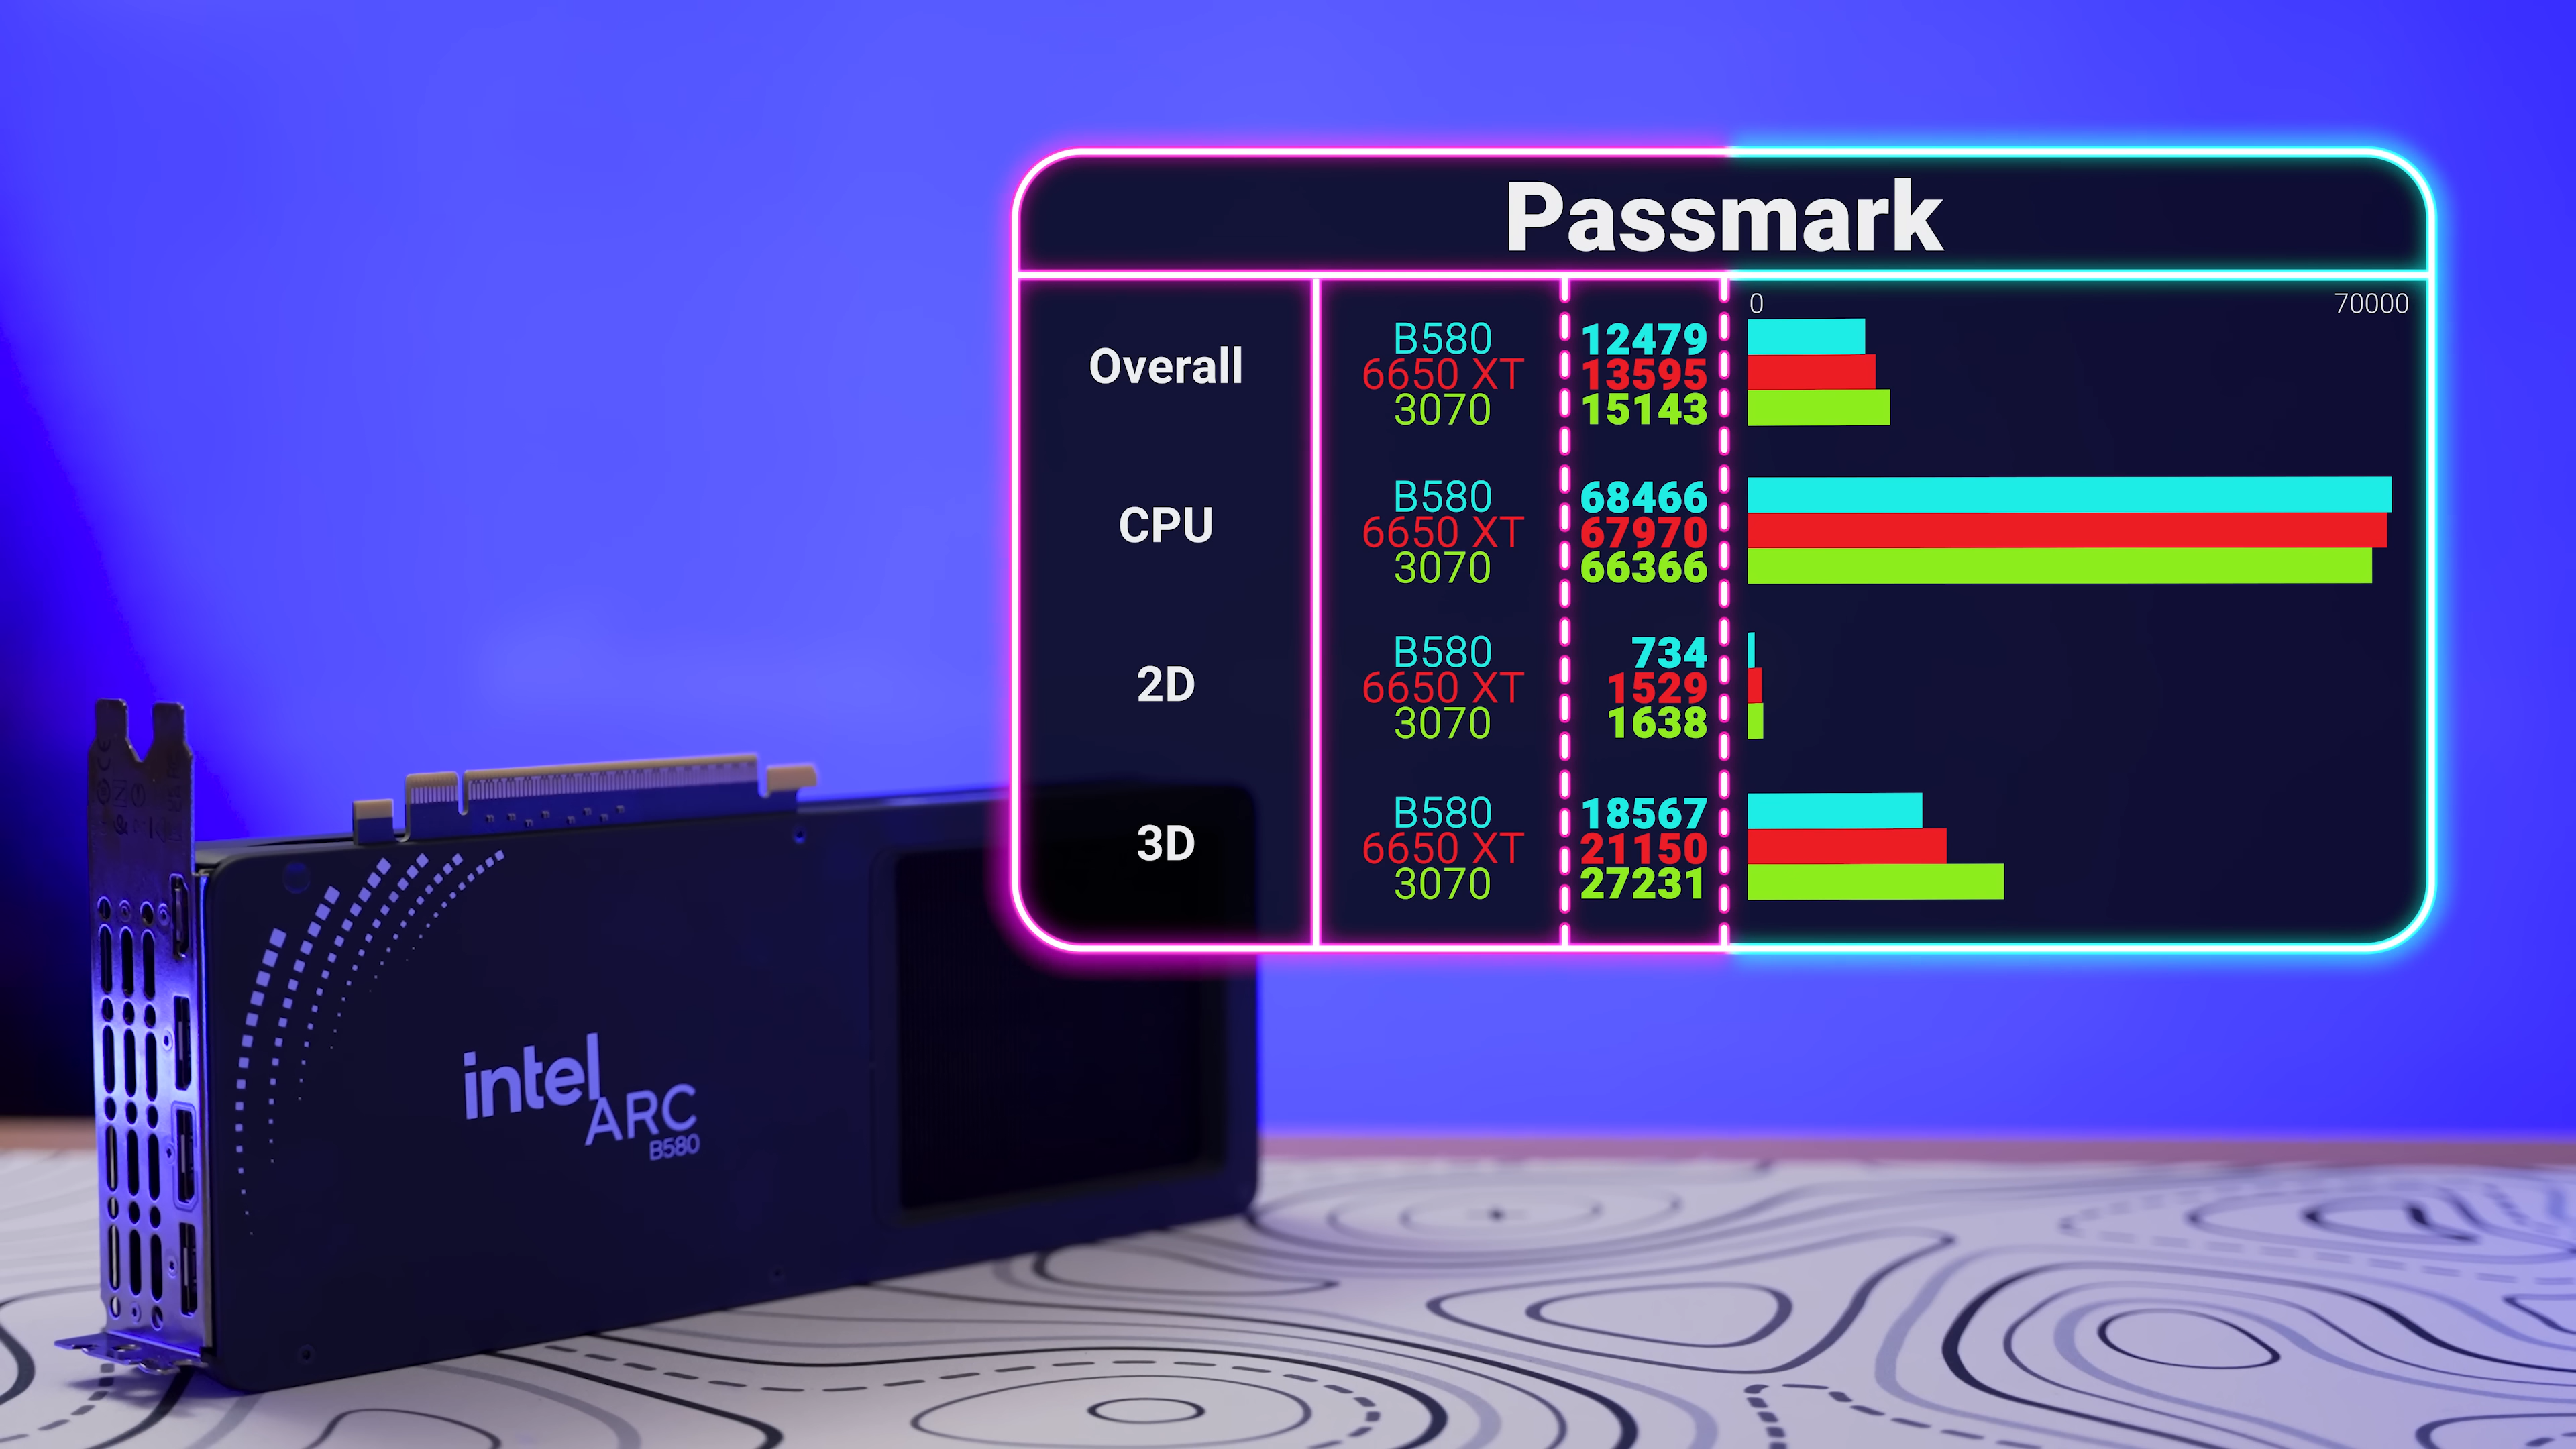 Passmark
0 70000
Overall
B580 12479
6650 XT 13595
3070 15143
CPU
B580 68466
6650 XT 67970
3070 66366
2D
B580 734
6650 XT 1529
3070 1638
3D
B580 18567
6650 XT 21150
3070 27231
intel
ARC
B580